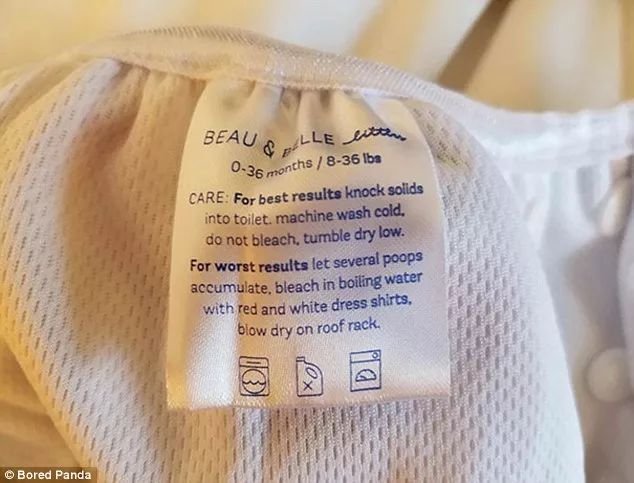 BEAU & BELLE littles
0-36 months / 8-36 lbs
CARE: For best results knock solids
into toilet. machine wash cold,
do not bleach, tumble dry low.
For worst results let several poops
accumulate, bleach in boiling water
with red and white dress shirts,
blow dry on roof rack.
© Bored Panda